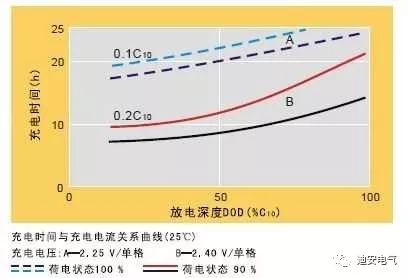 25
20
10
0
充电时间(h)
0.1C₁₀
A
0.2C₁₀
B
0
50
100
放电深度DOD(%C₁₀)
充电时间与充电电流关系曲线(25℃)
充电电压:A—2.25 V/单格 B—2.40 V/单格
荷电状态100 % 荷电状态 90 %
池安电气